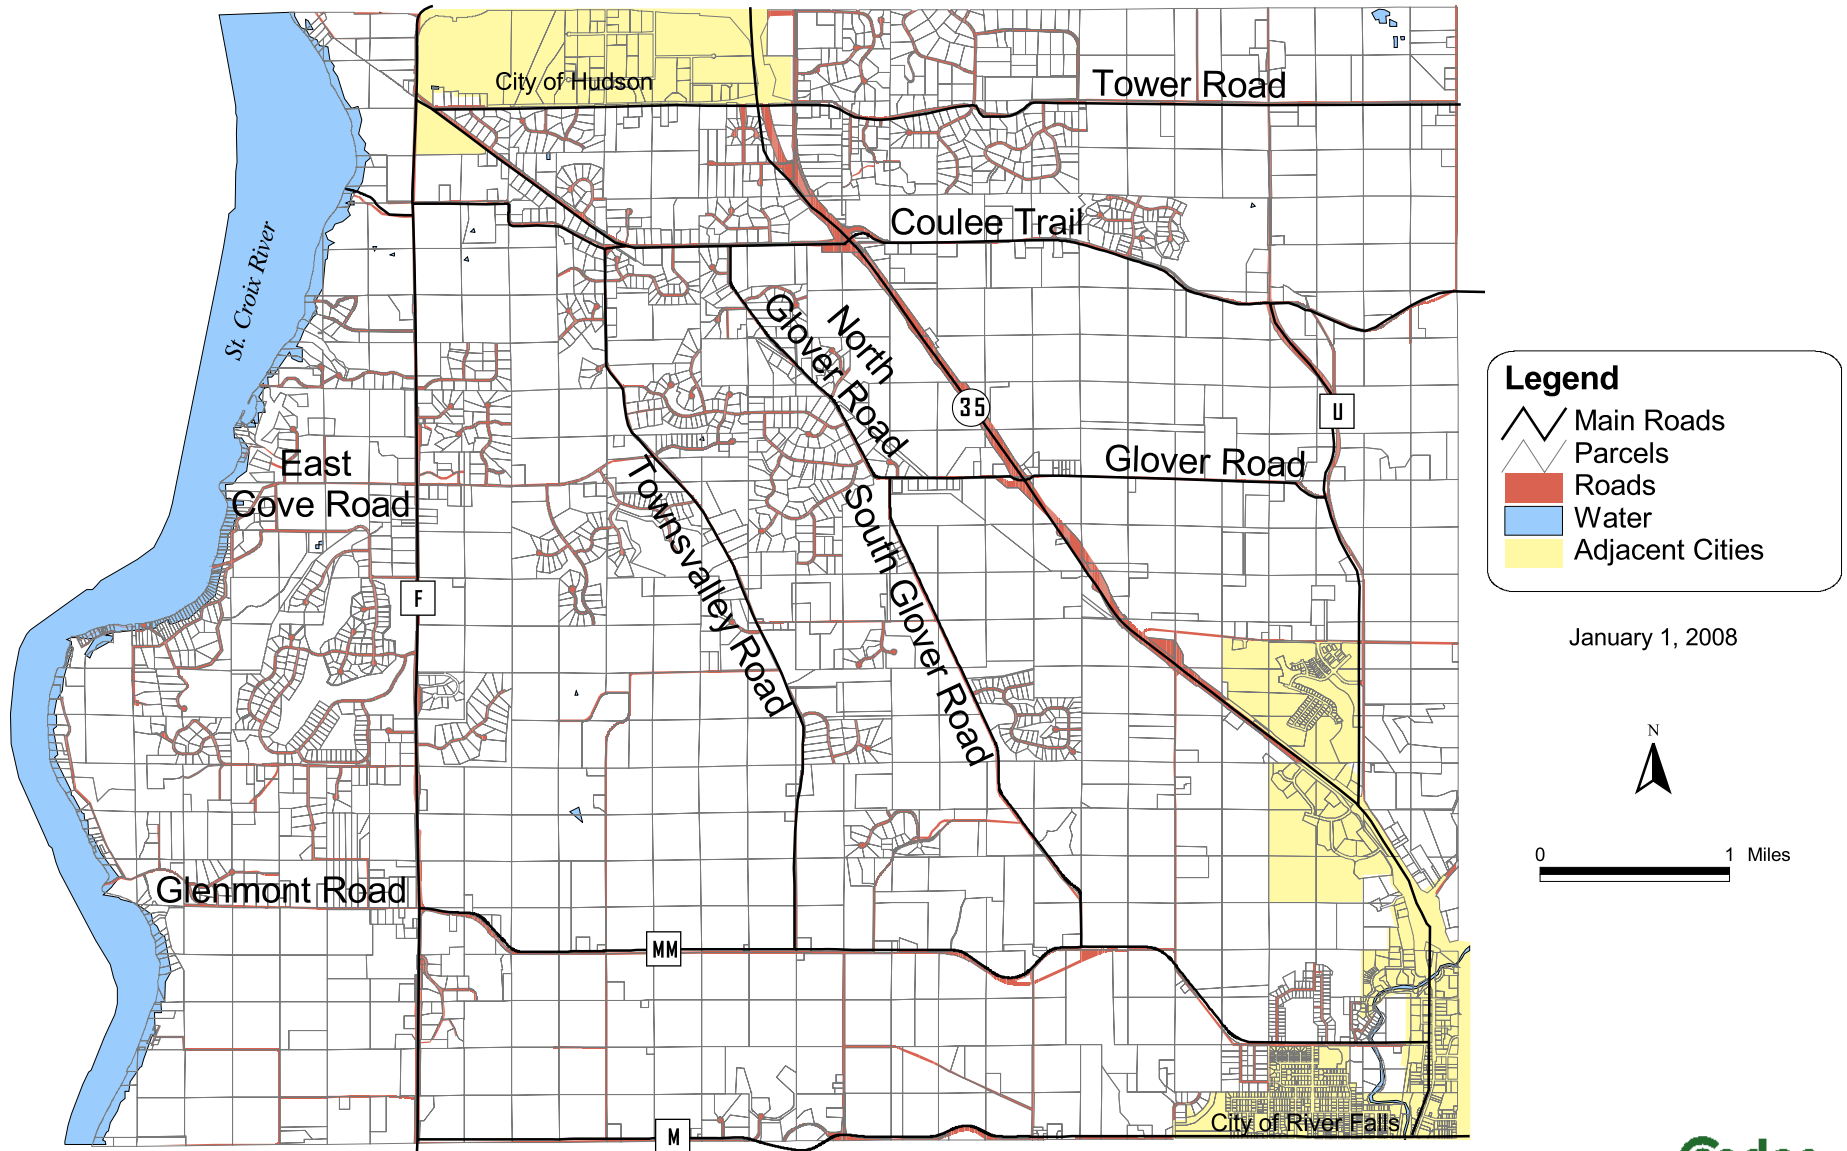 City of Hudson
Tower Road
Coulee Trail
St. Croix River
North
Glover Road
35
U
East
Cove Road
Glover Road
Townsvalley Road
South Glover Road
F
Glenmont Road
MM
M
City of River Falls
Legend
Main Roads
Parcels
Roads
Water
Adjacent Cities
January 1, 2008
N
0 1 Miles